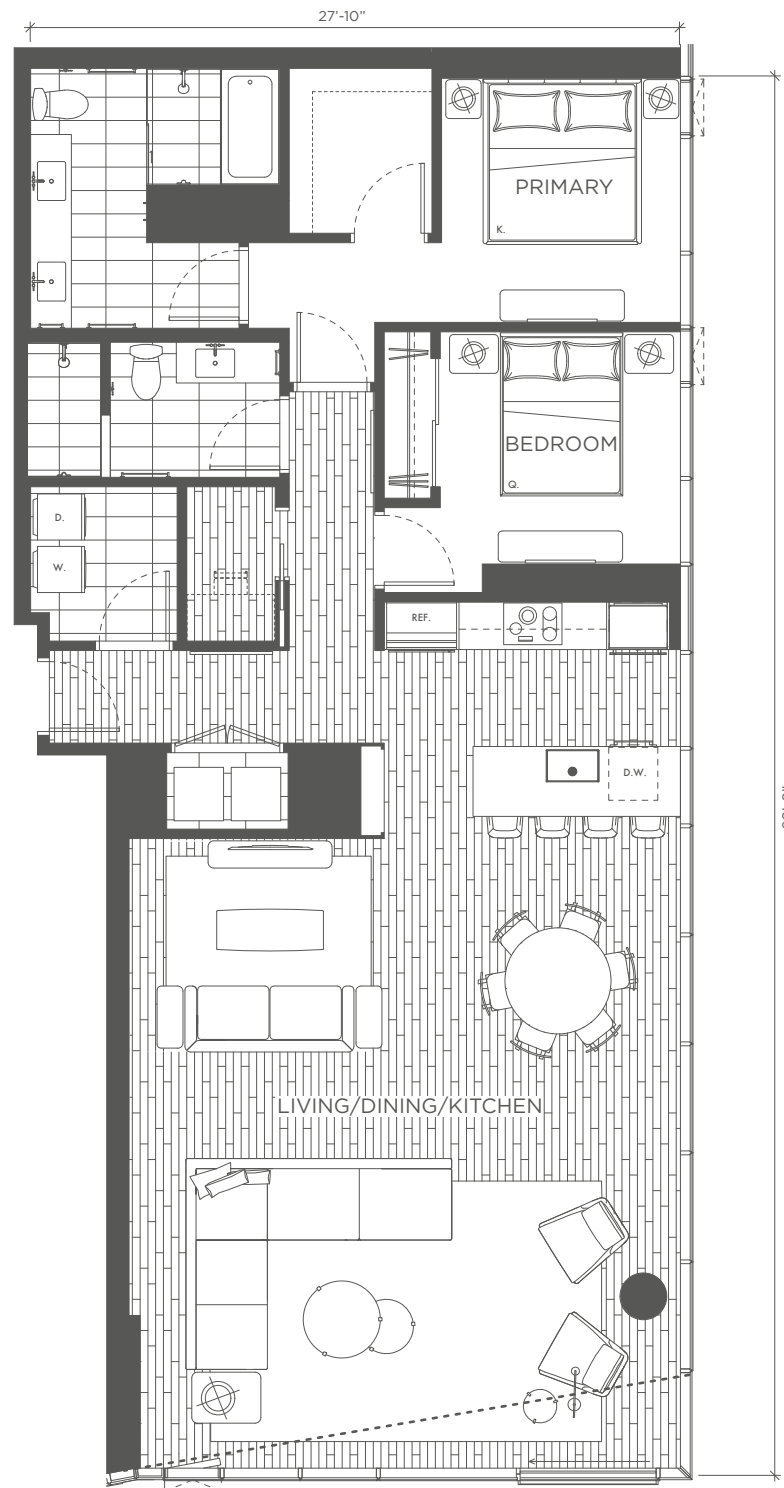 27'-10"
PRIMARY
K.
BEDROOM
Q.
D.
W.
REF.
D.W.
LIVING/DINING/KITCHEN